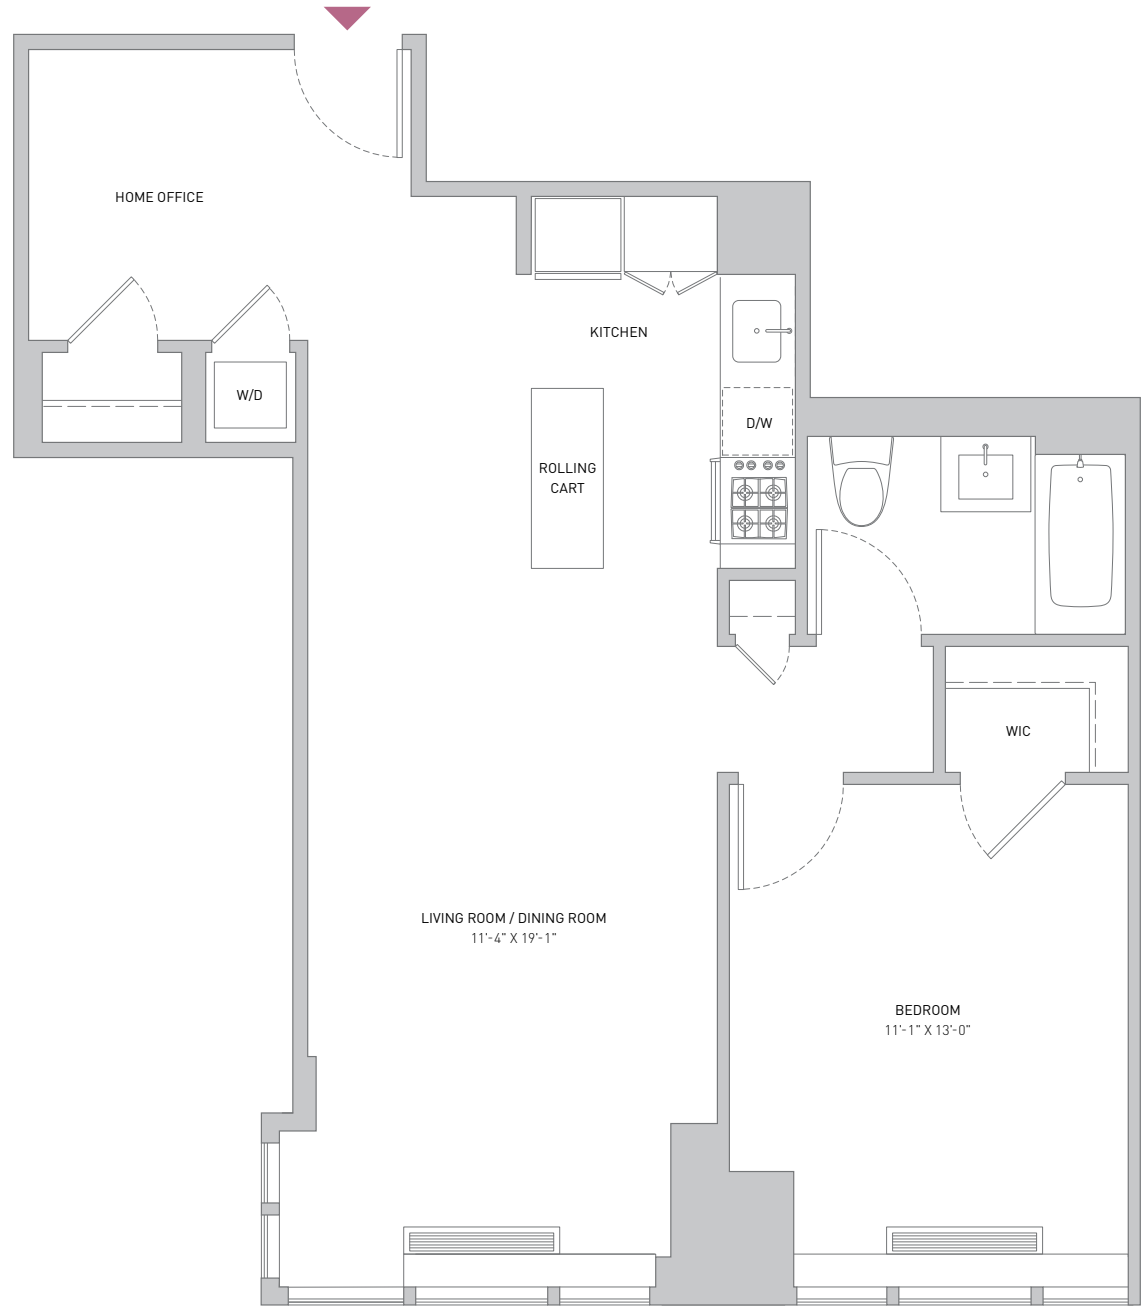 HOME OFFICE
KITCHEN
W/D
D/W
ROLLING
CART
WIC
LIVING ROOM / DINING ROOM
11'-4" X 19'-1"
BEDROOM
11'-1" X 13'-0"